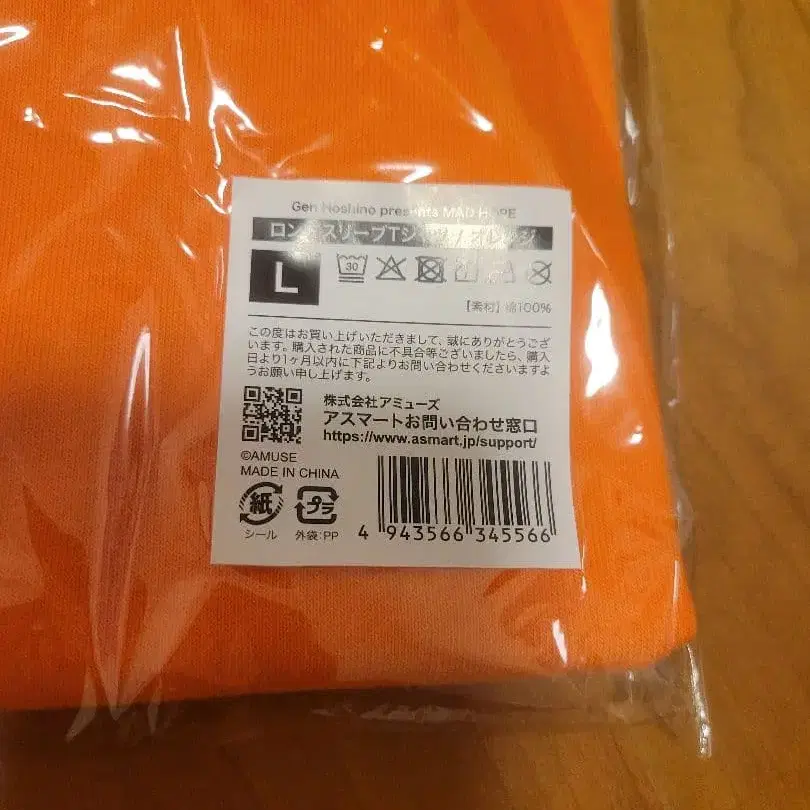 Gen Hoshino presents MAD HOPE
ロングスリーブTシャツ / オレンジ
L
30
【素材】綿100%
この度はお買い上げいただきまして、誠にありがとうござい
ます。購入された商品に不具合等ございましたら、購入
日より1ヶ月以内に下記よりお問い合わせくださいますよ
うお願い申し上げます。
株式会社アミューズ
アスマートお問い合わせ窓口
https://www.asmart.jp/support/
©AMUSE
MADE IN CHINA
紙
シール
プラ
外袋:PP
4 943566 345566